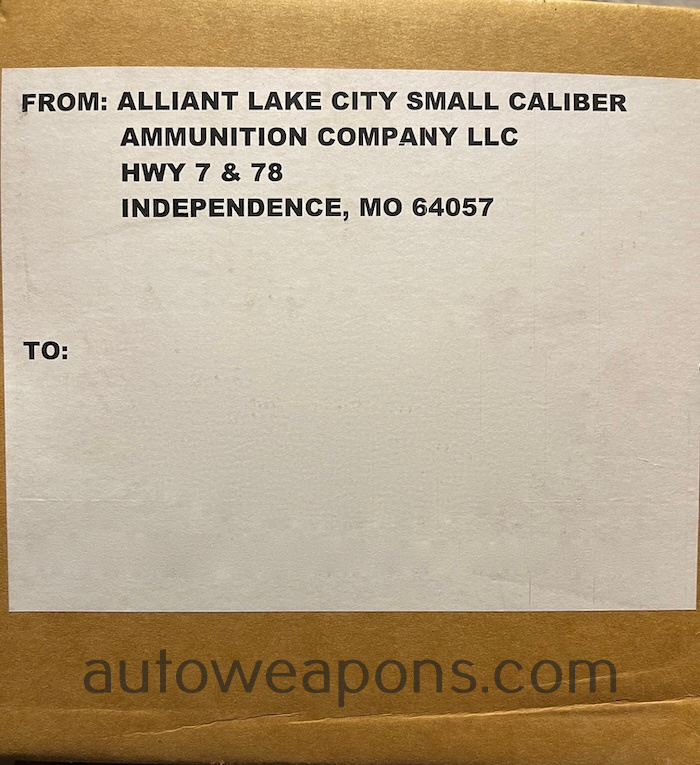 FROM: ALLIANT LAKE CITY SMALL CALIBER
AMMUNITION COMPANY LLC
HWY 7 & 78
INDEPENDENCE, MO 64057
TO:
autoweapons.com